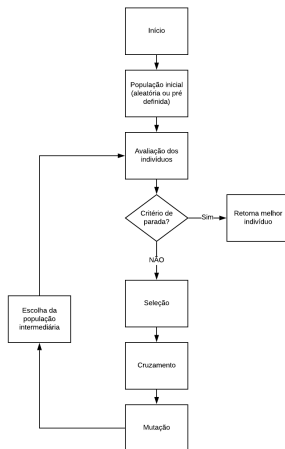 Início
População inicial
(aleatória ou pré
definida)
Avaliação dos
indivíduos
Critério de
parada?
Sim
Retorna melhor
indivíduo
NÃO
Seleção
Escolha da
população
intermediária
Cruzamento
Mutação